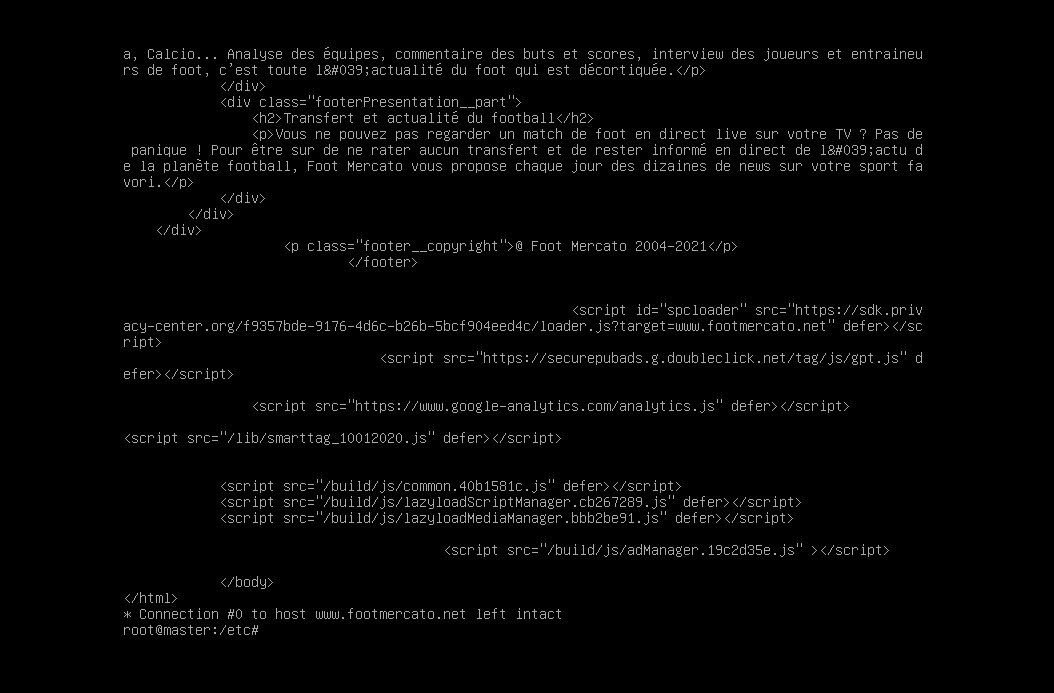 a, Calcio... Analyse des équipes, commentaire des buts et scores, interview des joueurs et entraineu
rs de foot, c'est toute l&#039;actualité du foot qui est décortiquée.</p>
</div>
<div class="footerPresentation__part">
<h2>Transfert et actualité du football</h2>
<p>Vous ne pouvez pas regarder un match de foot en direct live sur votre TV ? Pas de
panique ! Pour être sur de ne rater aucun transfert et de rester informé en direct de l&#039;actu d
e la planète football, Foot Mercato vous propose chaque jour des dizaines de news sur votre sport fa
vori.</p>
</div>
</div>
</div>
<p class="footer__copyright">@ Foot Mercato 2004-2021</p>
</footer>
<script id="spcloader" src="https://sdk.priv
acy-center.org/f9357bde-9176-4d6c-b26b-5bcf904eed4c/loader.js?target=www.footmercato.net" defer></sc
ript>
<script src="https://securepubads.g.doubleclick.net/tag/js/gpt.js" d
efer></script>
<script src="https://www.google-analytics.com/analytics.js" defer></script>
<script src="/lib/smarttag_10012020.js" defer></script>
<script src="/build/js/common.40b1581c.js" defer></script>
<script src="/build/js/lazyloadScriptManager.cb267289.js" defer></script>
<script src="/build/js/lazyloadMediaManager.bbb2be91.js" defer></script>
<script src="/build/js/adManager.19c2d35e.js" ></script>
</body>
</html>
* Connection #0 to host www.footmercato.net left intact
root@master:/etc#